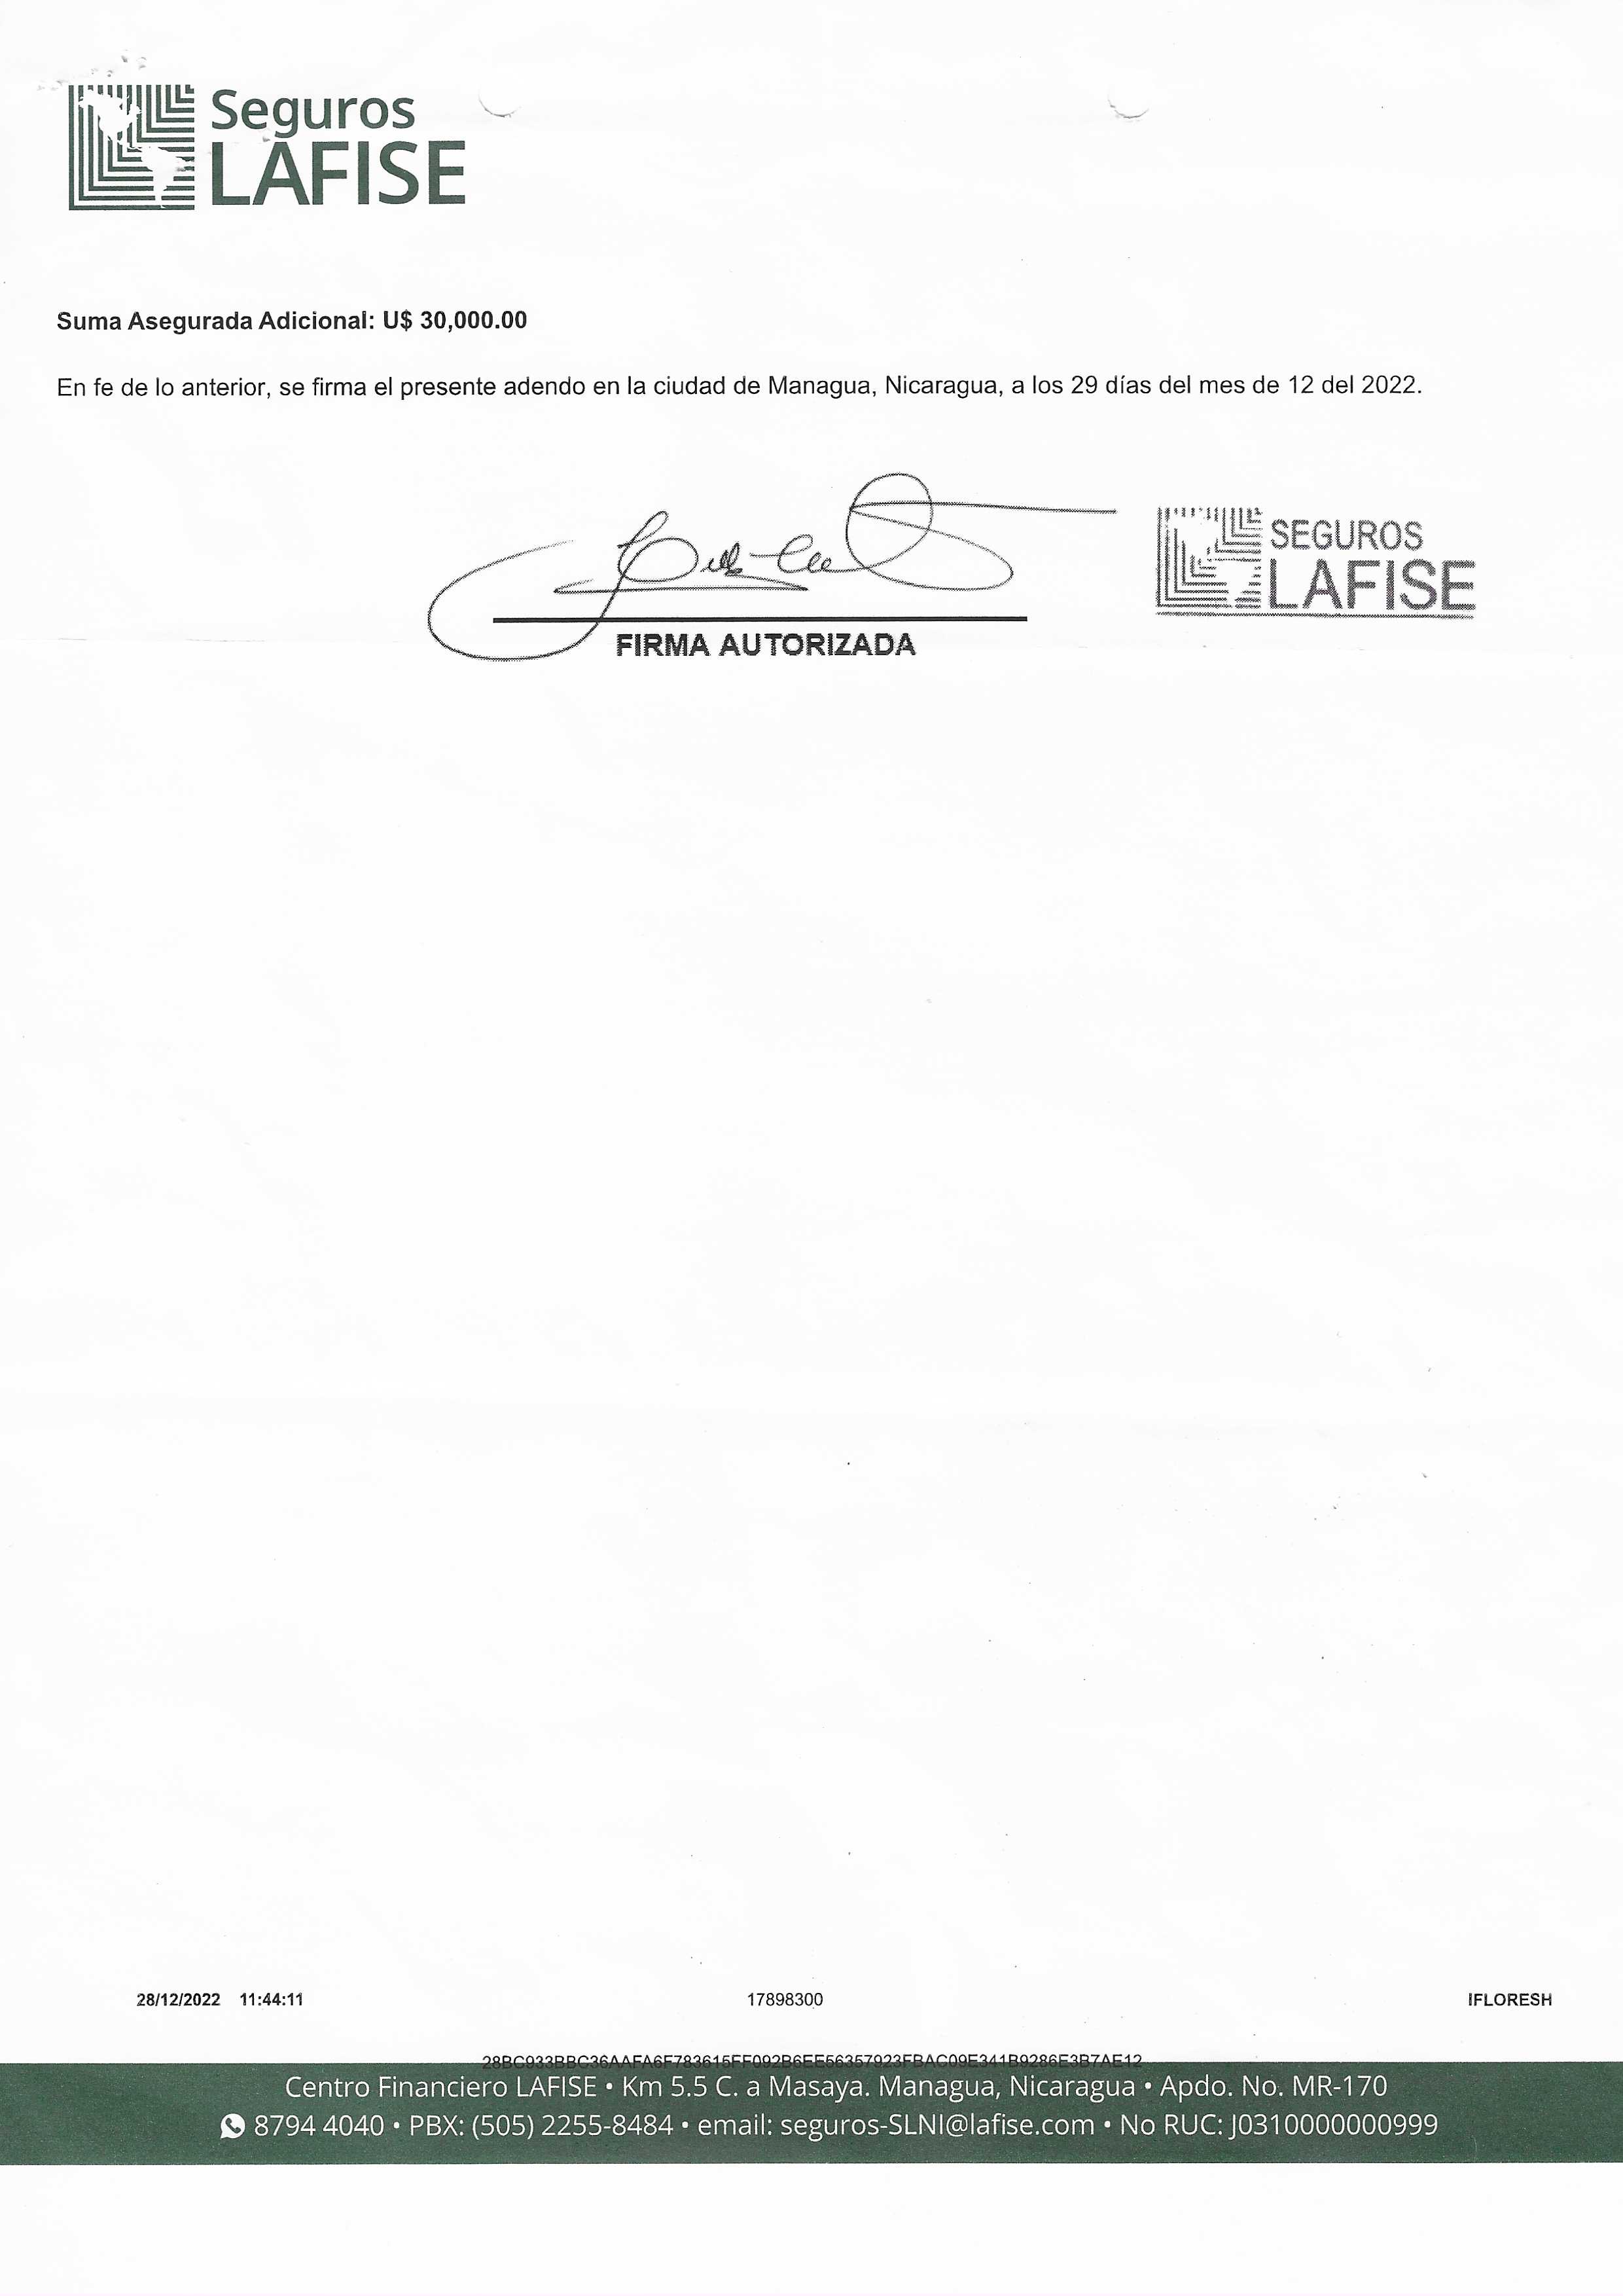 Seguros
LAFISE
Suma Asegurada Adicional: U$ 30,000.00
En fe de lo anterior, se firma el presente adendo en la ciudad de Managua, Nicaragua, a los 29 días del mes de 12 del 2022.
SEGUROS
LAFISE
FIRMA AUTORIZADA
28/12/2022 11:44:11 17898300 IFLORESH
28BC933BBC36AAFA6F783615FF092B6EE56357923FBAC09E341B9286E3B7AE12
Centro Financiero LAFISE • Km 5.5 C. a Masaya. Managua, Nicaragua • Apdo. No. MR-170
8794 4040 • PBX: (505) 2255-8484 • email: seguros-SLNI@lafise.com • No RUC: J0310000000999